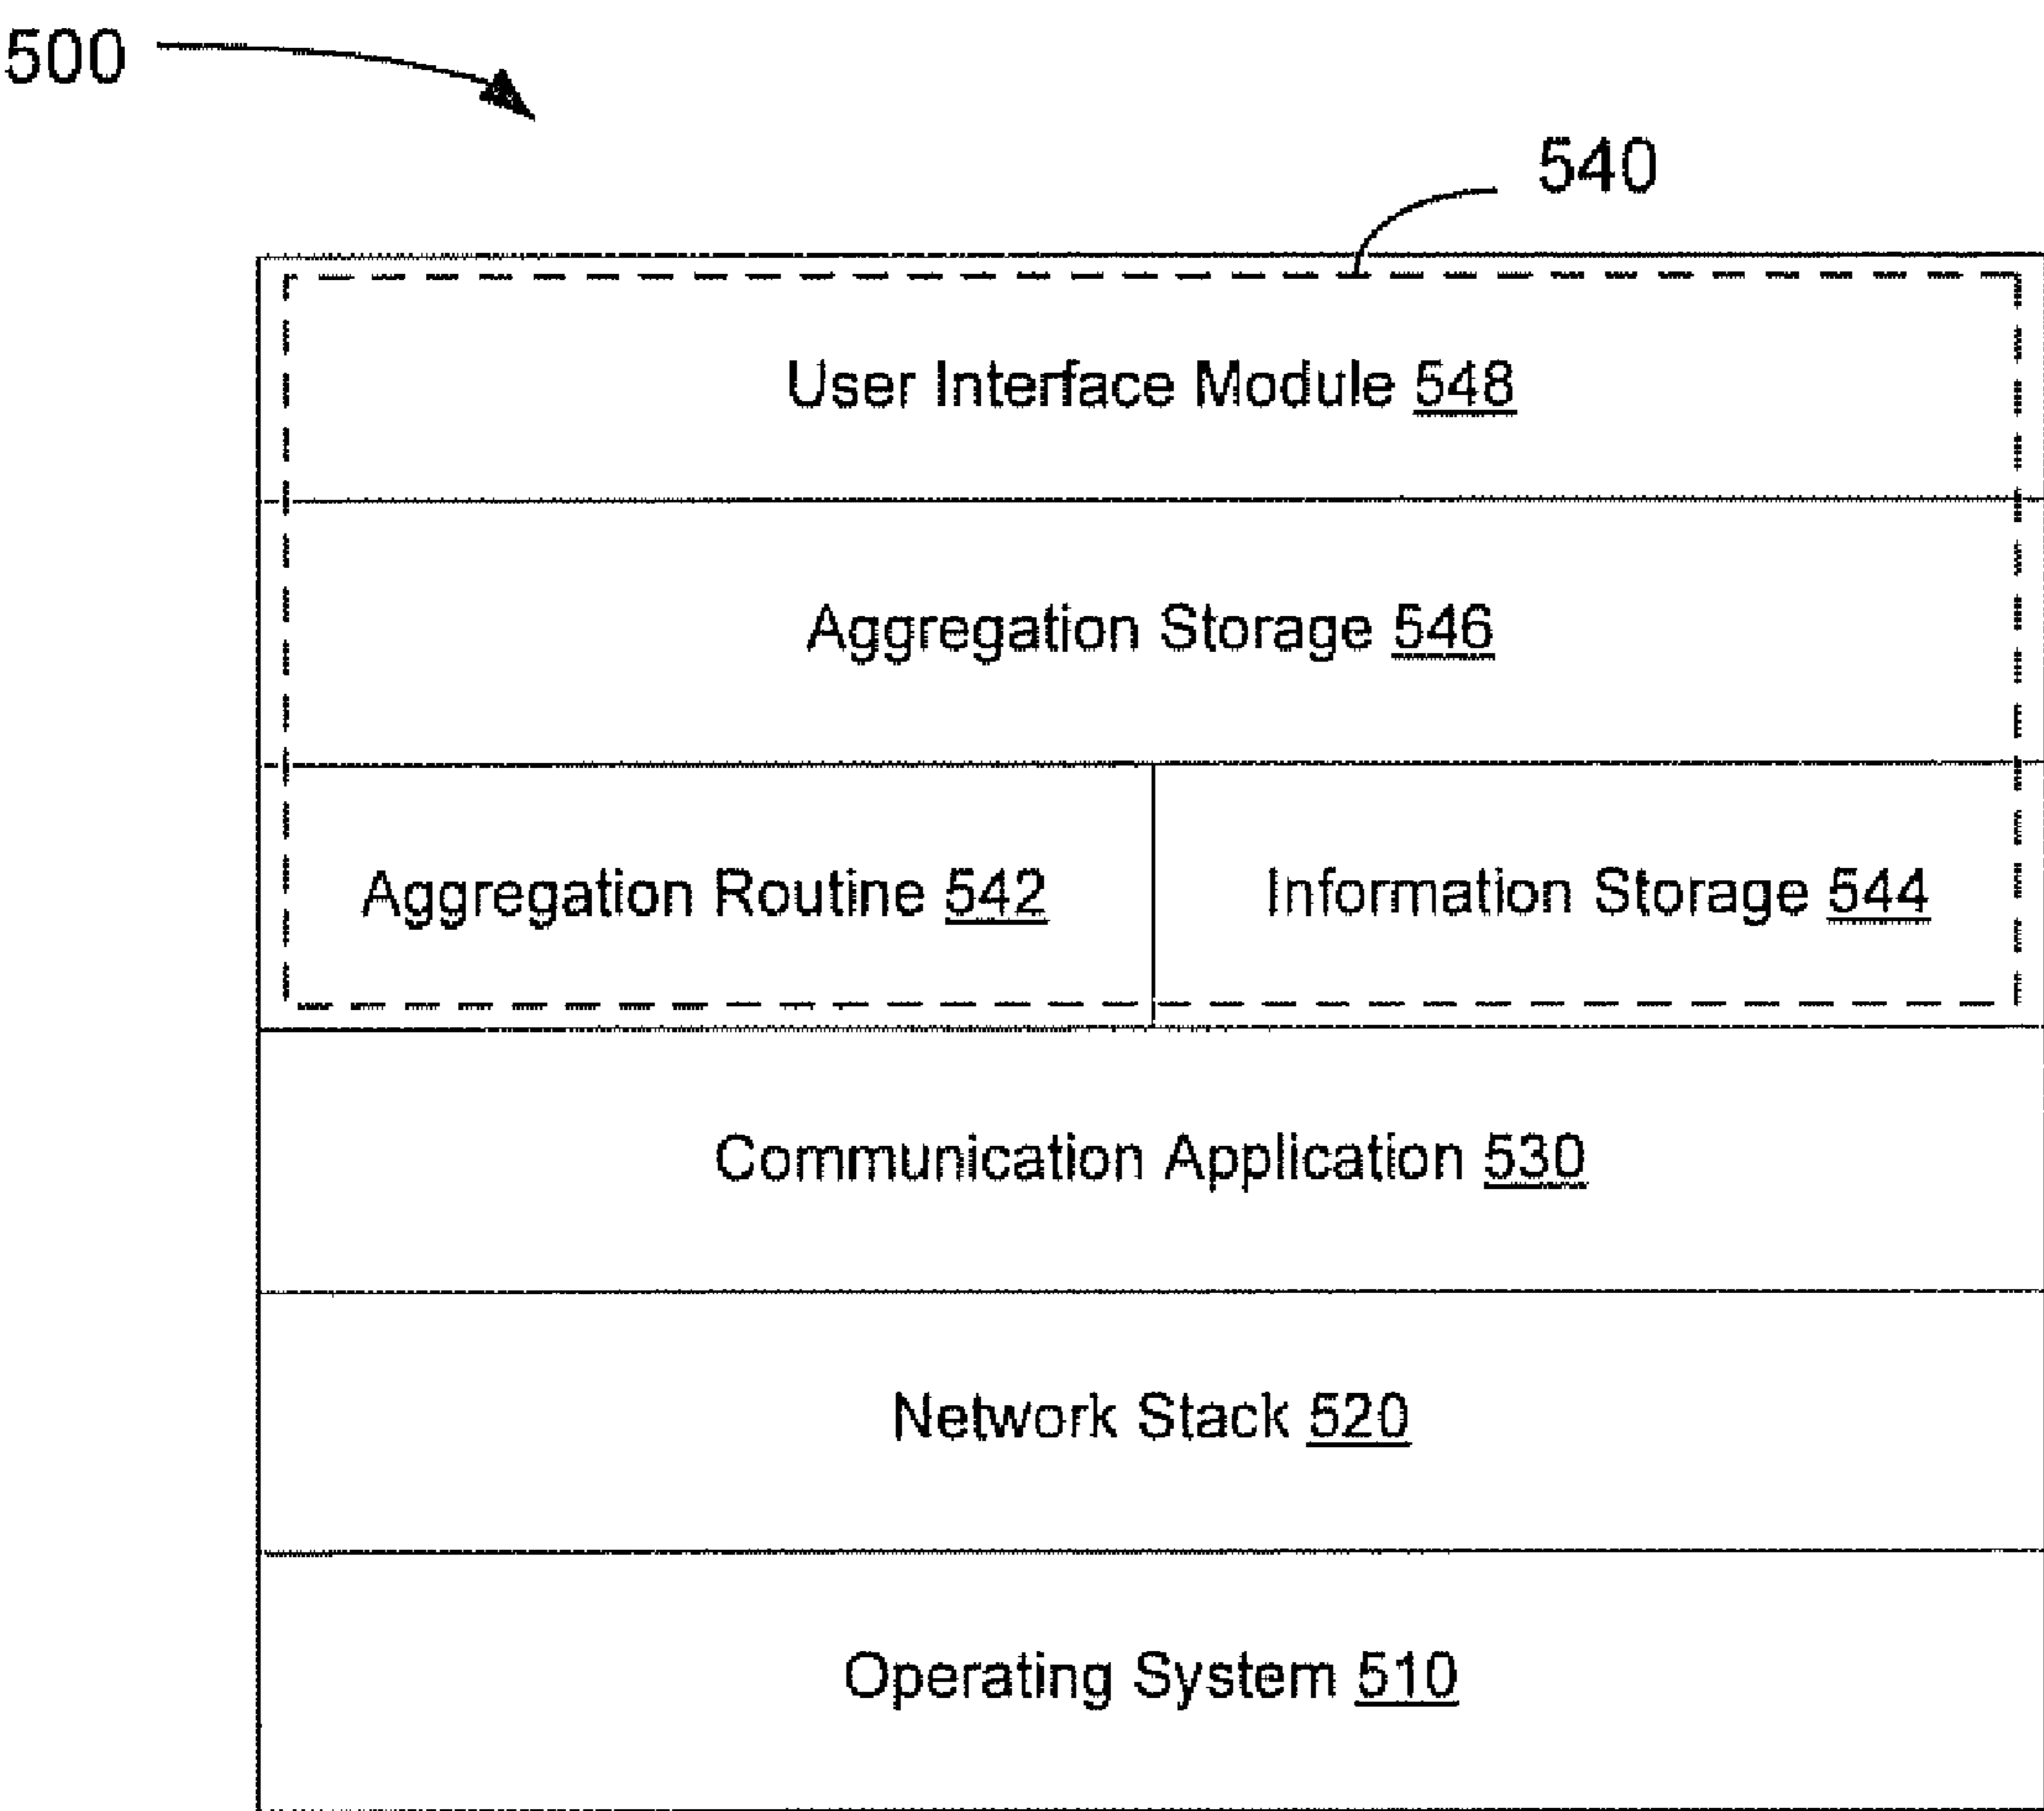 500
540
User Interface Module 548
Aggregation Storage 546
Aggregation Routine 542
Information Storage 544
Communication Application 530
Network Stack 520
Operating System 510